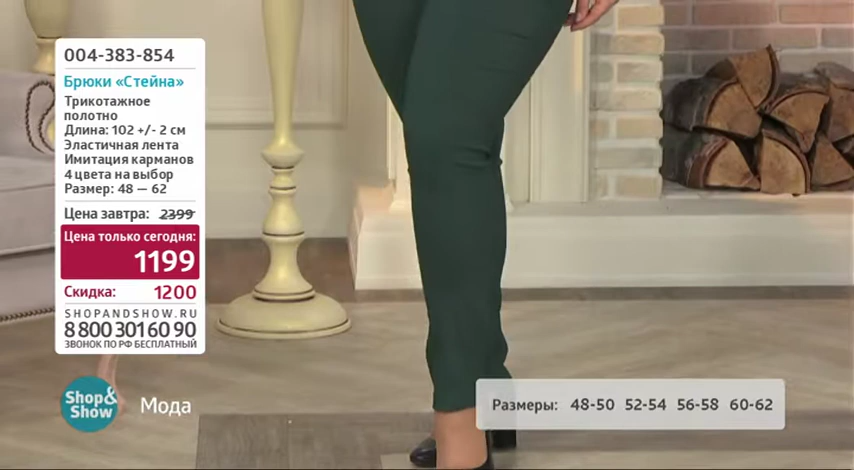 004-383-854
Брюки «Стейна»
Трикотажное
полотно
Длина: 102 +/- 2 см
Эластичная лента
Имитация карманов
4 цвета на выбор
Размер: 48 — 62
Цена завтра: 2399
Цена только сегодня:
1199
Скидка: 1200
SHOPANDSHOW.RU
8 800 301 60 90
ЗВОНОК ПО РФ БЕСПЛАТНЫЙ
Shop&
Show
Мода
Размеры: 48-50 52-54 56-58 60-62